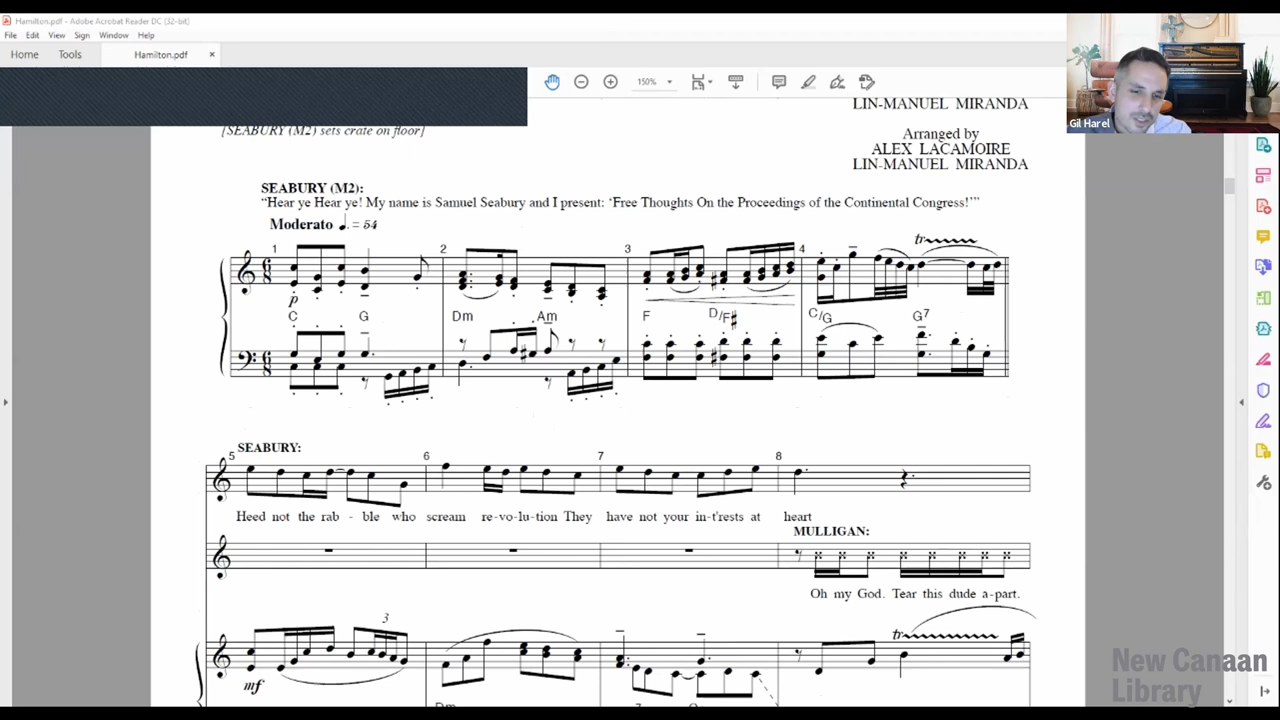 Hamilton.pdf - Adobe Acrobat Reader DC (32-bit)
File Edit View Sign Window Help
Home Tools Hamilton.pdf ×
150%
Gil Harel
LIN-MANUEL MIRANDA
[SEABURY (M2) sets crate on floor]
Arranged by
ALEX LACAMOIRE
LIN-MANUEL MIRANDA
SEABURY (M2):
“Hear ye Hear ye! My name is Samuel Seabury and I present: ‘Free Thoughts On the Proceedings of the Continental Congress!’”
Moderato ♩. = 54
1 2 3 4
tr
6 8
p
C G Dm Am F D/F# C/G G7
6 8
SEABURY:
5 6 7 8
Heed not the rab - ble who scream re-vo-lu-tion They have not your in-t'rests at heart
MULLIGAN:
Oh my God. Tear this dude a-part.
3
tr
mf
Dm
New Canaan
Library